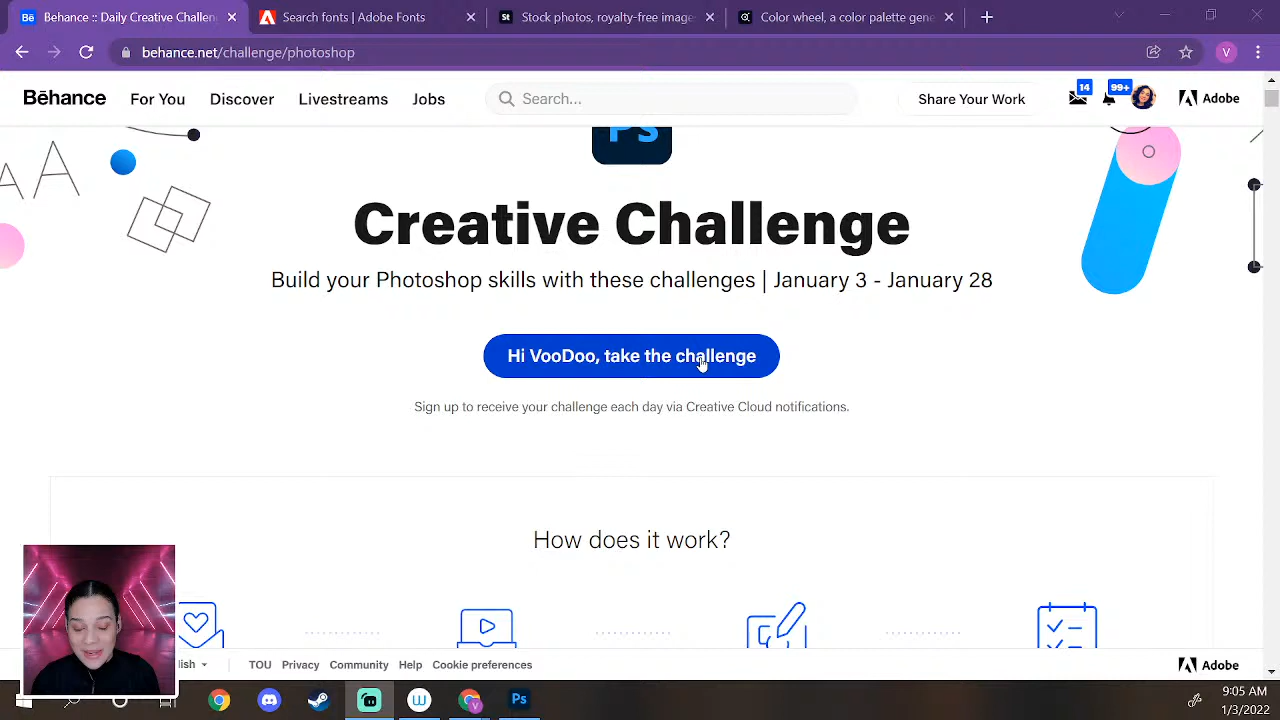 Bē Daily Creative Challen
Search fonts | Adobe Fonts
St Stock photos, royalty-free image
Color wheel, a color palette gene
behance.net/challenge/photoshop
V
Bēhance
For You
Discover
Livestreams
Jobs
Search...
Share Your Work
14
99+
Adobe
Ps
Creative Challenge
Build your Photoshop skills with these challenges | January 3 - January 28
Hi VooDoo, take the challenge
Sign up to receive your challenge each day via Creative Cloud notifications.
How does it work?
lish
TOU
Privacy
Community
Help
Cookie preferences
Adobe
W
V
Ps
9:05 AM
1/3/2022